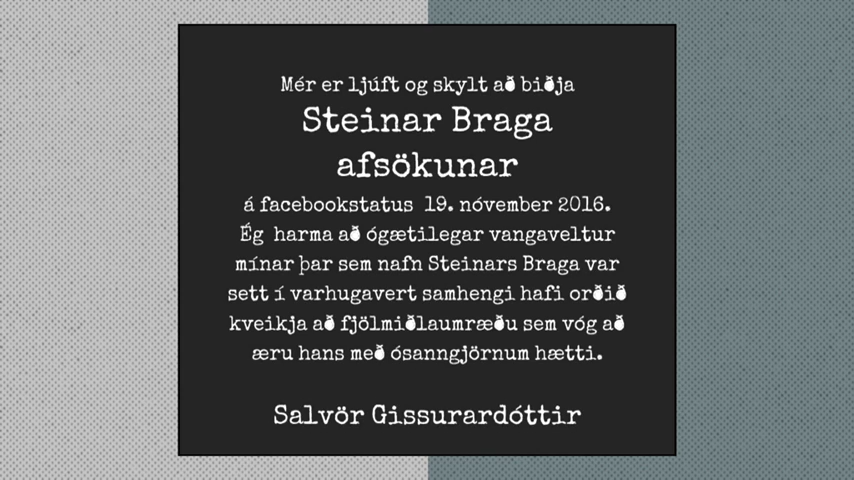 Mér er ljúft og skylt að biðja
Steinar Braga
afsökunar
á facebookstatus 19. nóvember 2016.
Ég harma að ógætilegar vangaveltur
mínar þar sem nafn Steinars Braga var
sett í varhugavert samhengi hafi orðið
kveikja að fjölmiðlaumræðu sem vóg að
æru hans með ósanngjörnum hætti.
Salvör Gissurardóttir